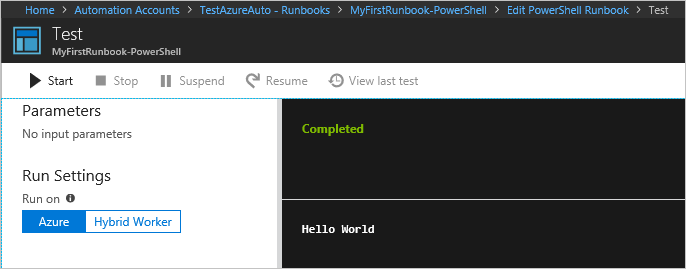 Home > Automation Accounts > TestAzureAuto - Runbooks > MyFirstRunbook-PowerShell > Edit PowerShell Runbook > Test
Test
MyFirstRunbook-PowerShell
Start Stop Suspend Resume View last test
Parameters
No input parameters
Run Settings
Run on
Azure Hybrid Worker
Completed
Hello World